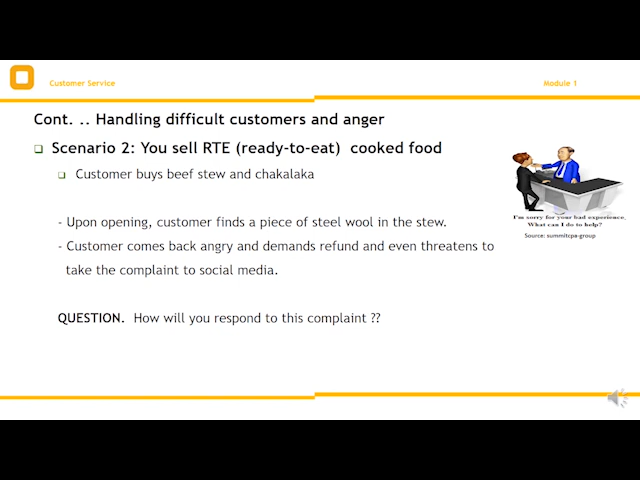 Customer Service
Module 1
Cont. .. Handling difficult customers and anger
Scenario 2: You sell RTE (ready-to-eat) cooked food
Customer buys beef stew and chakalaka
- Upon opening, customer finds a piece of steel wool in the stew.
- Customer comes back angry and demands refund and even threatens to
take the complaint to social media.
QUESTION. How will you respond to this complaint ??
I'm sorry for your bad experience,
What can I do to help?
Source: summitcpa-group